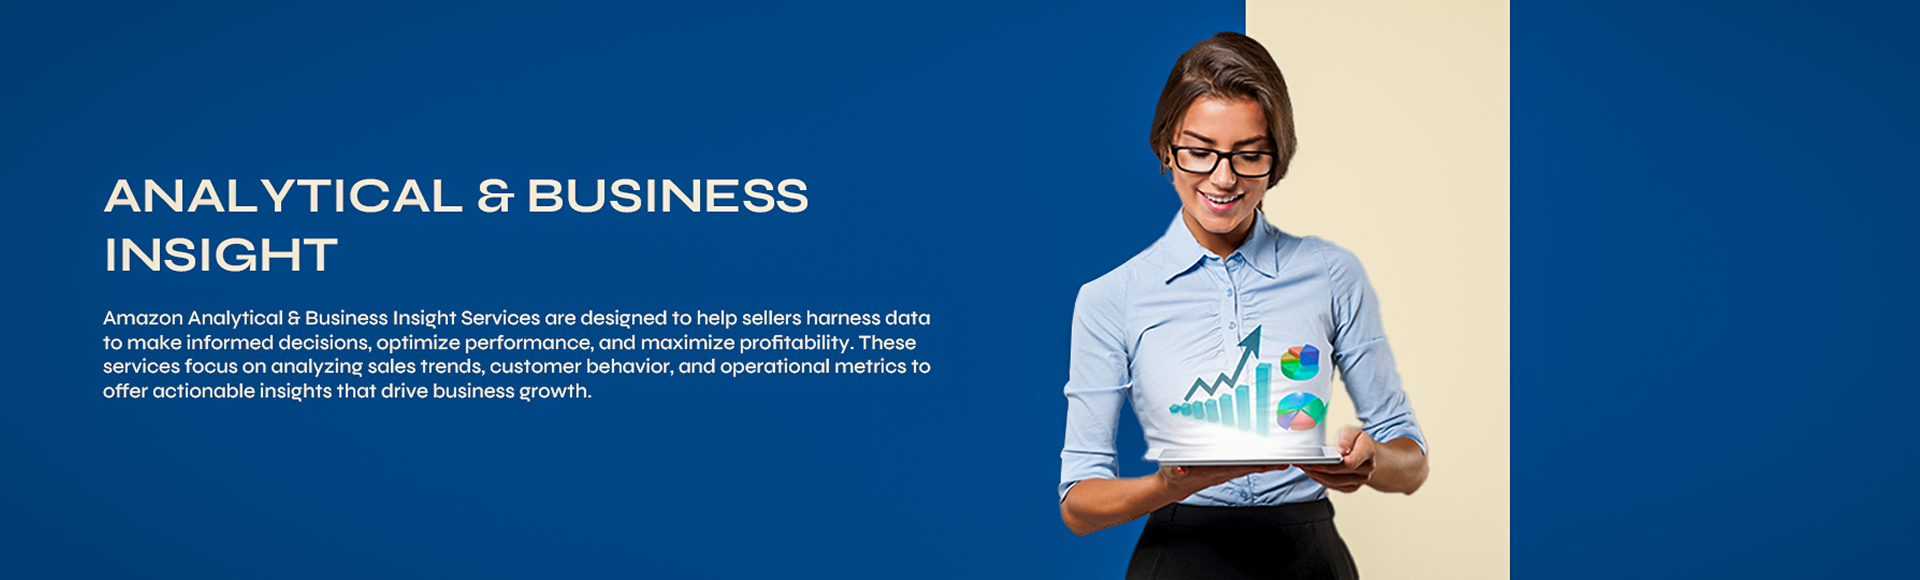 ANALYTICAL & BUSINESS
INSIGHT
Amazon Analytical & Business Insight Services are designed to help sellers harness data
to make informed decisions, optimize performance, and maximize profitability. These
services focus on analyzing sales trends, customer behavior, and operational metrics to
offer actionable insights that drive business growth.